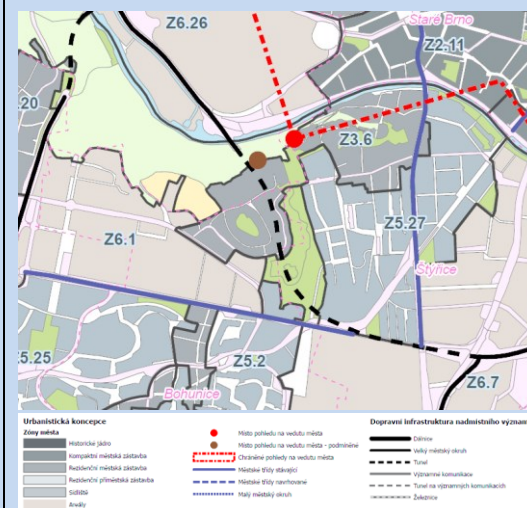 Z6.26
Staré Brno
Z2.11
.20
Z3.6
Z6.1
Z5.27
Štýřice
5.25
Z5.2
Bohunice
Z6.7
Urbanistická koncepce
Zóny města
Historické jádro
Kompaktní městská zástavba
Rezidenční městská zástavba
Rezidenční příměstská zástavba
Sídliště
Areály
Místo pohledu na vedutu města
Místo pohledu na vedutu města - podmíněné
Chráněné pohledy na vedutu města
Městské třídy stávající
Městské třídy navrhované
Malý městský okruh
Dopravní infrastruktura nadmístního význam
Dálnice
Velký městský okruh
Tunel
Významné komunikace
Tunel na významných komunikacích
Železnice